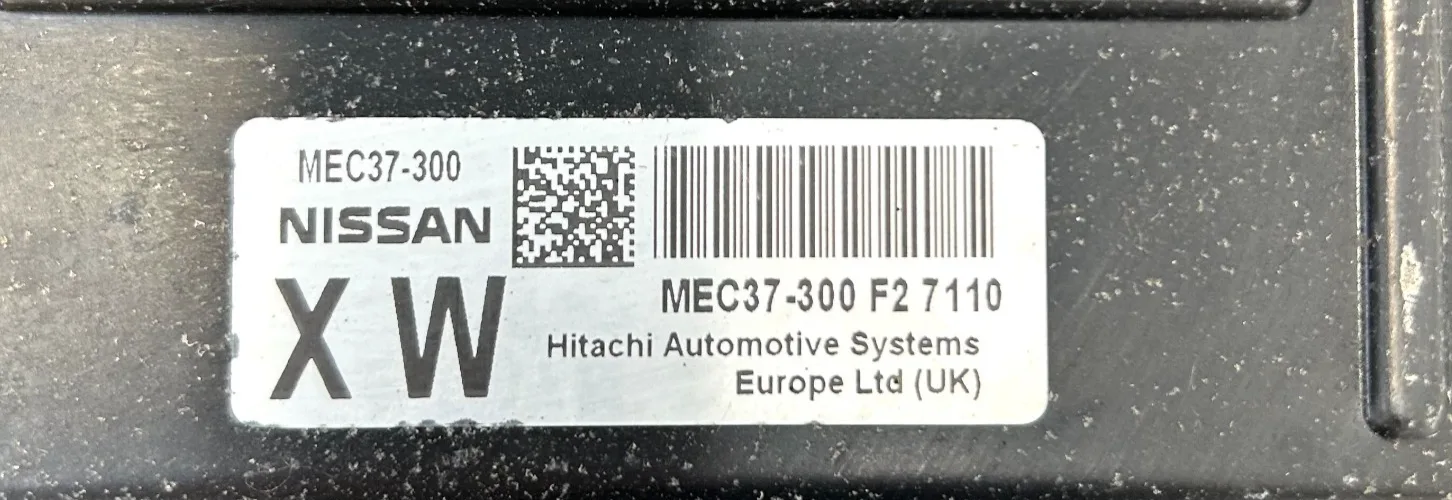 MEC37-300
NISSAN
X W
MEC37-300 F2 7110
Hitachi Automotive Systems
Europe Ltd (UK)